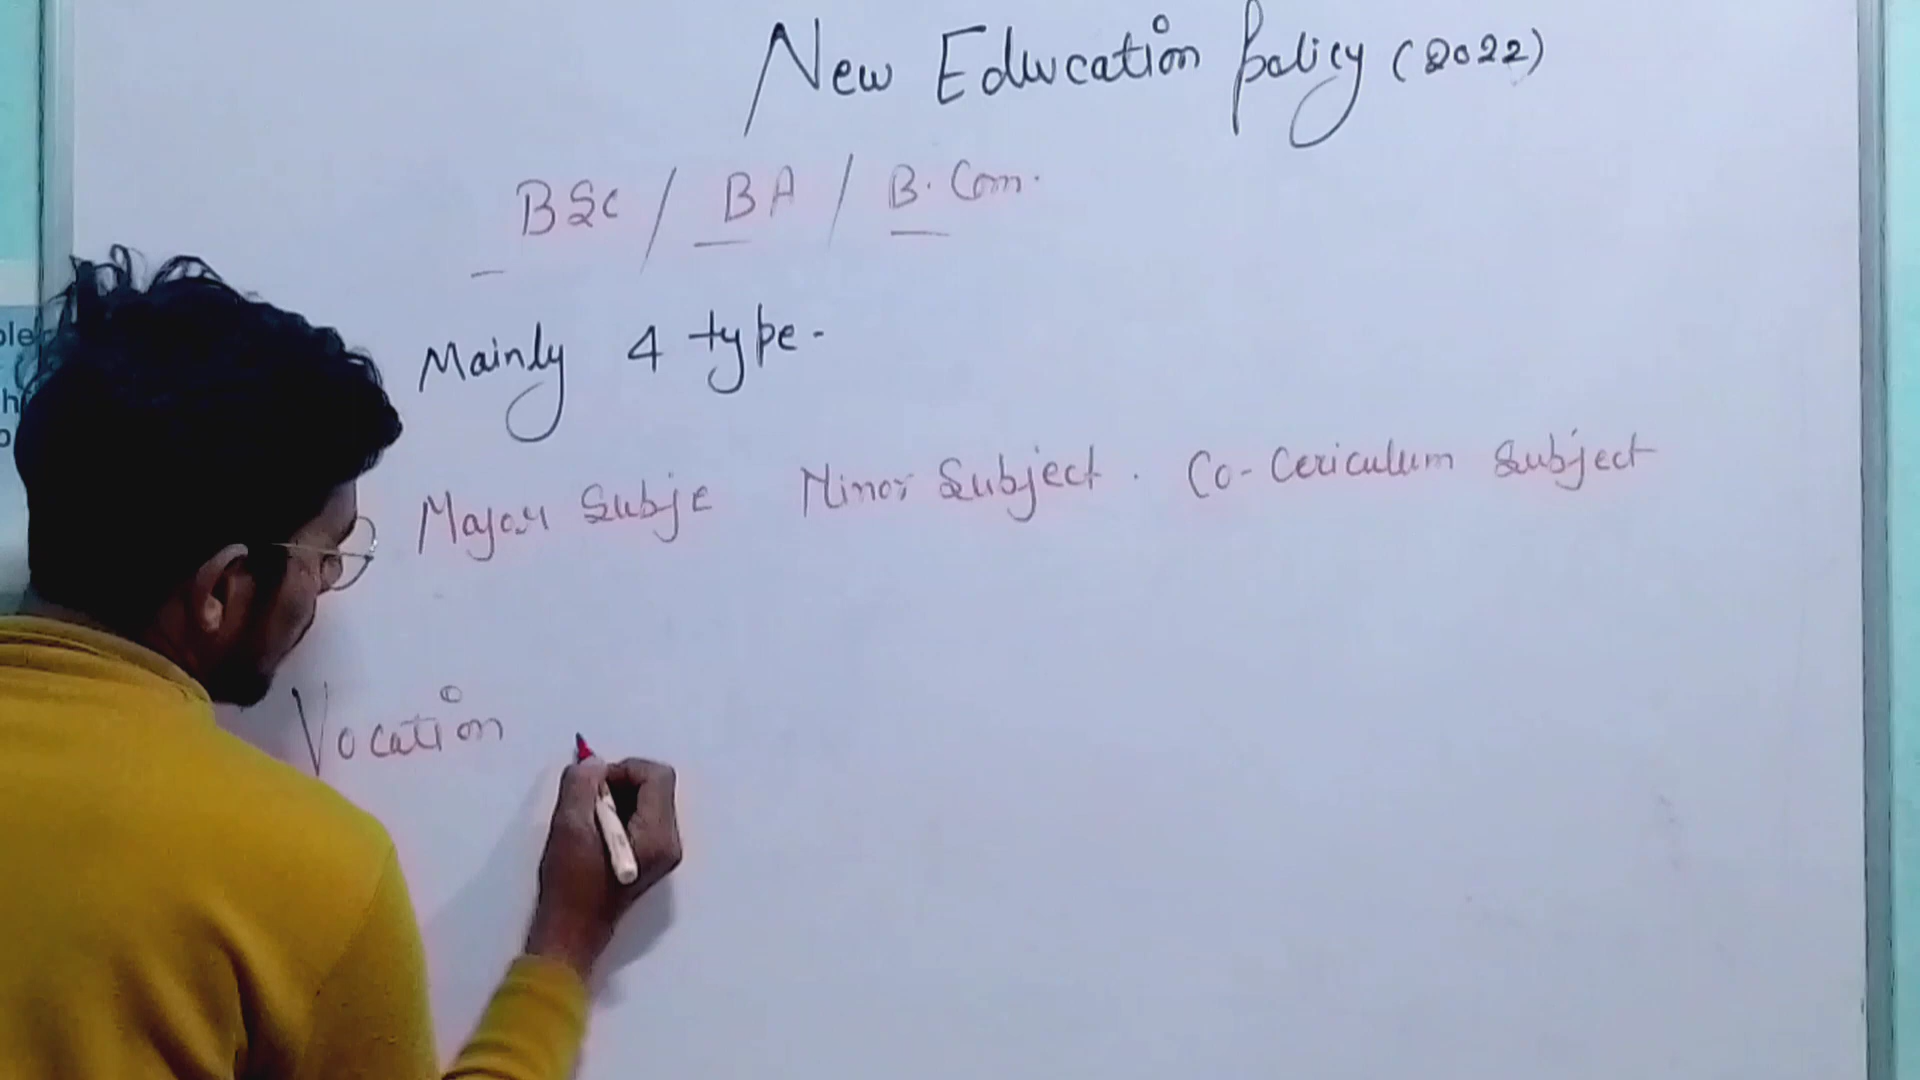 New Education Policy (2022)
BSc / BA / B.Com.
Mainly 4 type-
Major Subje Minor Subject. Co-Cericulum Subject
Vocation